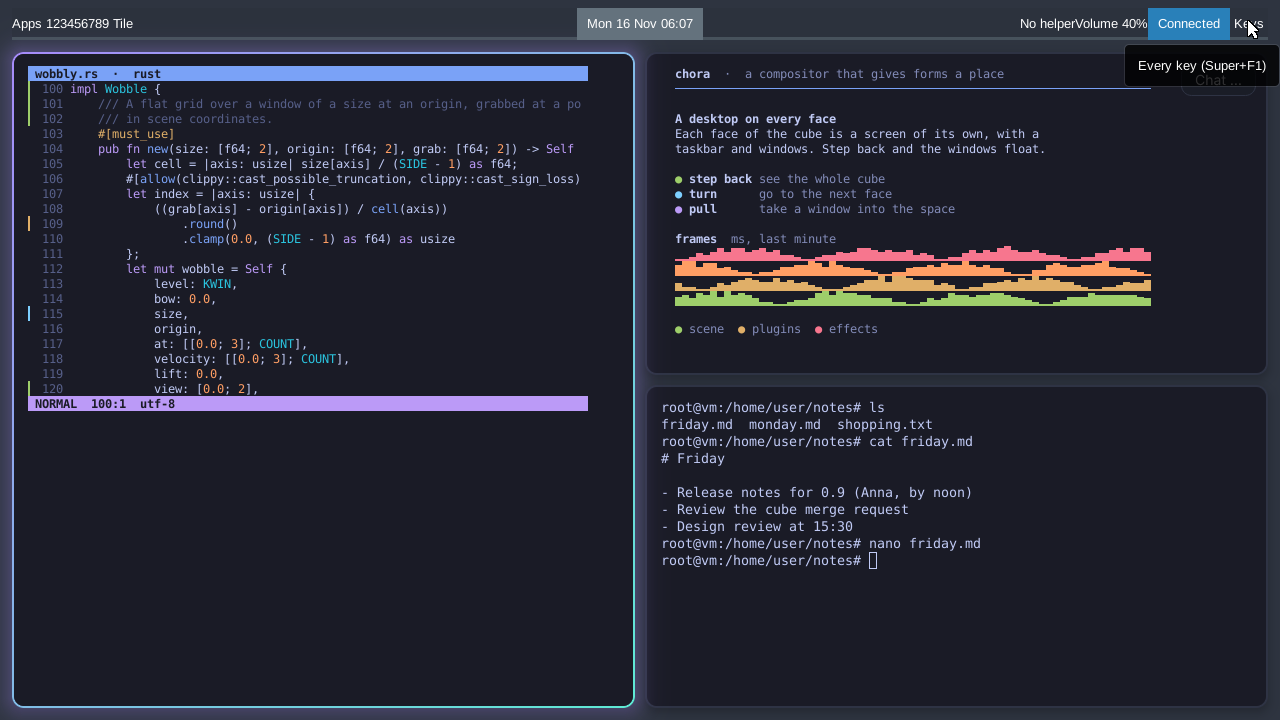 Apps 123456789 Tile
Mon 16 Nov 06:07
No helper Volume 40% Connected Keys
Every key (Super+F1)
Chat ...
wobbly.rs · rust
100 impl Wobble {
101     /// A flat grid over a window of a size at an origin, grabbed at a po
102     /// in scene coordinates.
103     #[must_use]
104     pub fn new(size: [f64; 2], origin: [f64; 2], grab: [f64; 2]) -> Self
105         let cell = |axis: usize| size[axis] / (SIDE - 1) as f64;
106         #[allow(clippy::cast_possible_truncation, clippy::cast_sign_loss)
107         let index = |axis: usize| {
108             ((grab[axis] - origin[axis]) / cell(axis))
109                 .round()
110                 .clamp(0.0, (SIDE - 1) as f64) as usize
111         };
112         let mut wobble = Self {
113             level: KWIN,
114             bow: 0.0,
115             size,
116             origin,
117             at: [[0.0; 3]; COUNT],
118             velocity: [[0.0; 3]; COUNT],
119             lift: 0.0,
120             view: [0.0; 2],
NORMAL 100:1 utf-8
chora · a compositor that gives forms a place
A desktop on every face
Each face of the cube is a screen of its own, with a
taskbar and windows. Step back and the windows float.
● step back see the whole cube
● turn go to the next face
● pull take a window into the space
frames ms, last minute
● scene ● plugins ● effects
root@vm:/home/user/notes# ls
friday.md monday.md shopping.txt
root@vm:/home/user/notes# cat friday.md
# Friday
- Release notes for 0.9 (Anna, by noon)
- Review the cube merge request
- Design review at 15:30
root@vm:/home/user/notes# nano friday.md
root@vm:/home/user/notes#